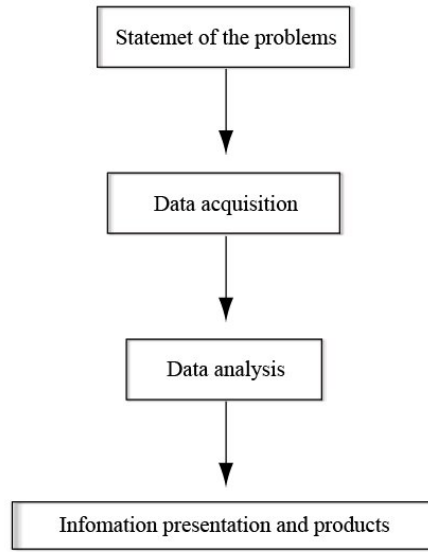 Statemet of the problems
Data acquisition
Data analysis
Infomation presentation and products